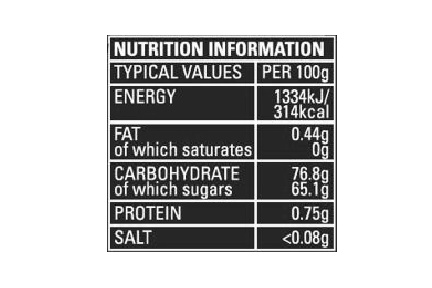 NUTRITION INFORMATION
TYPICAL VALUES PER 100g
ENERGY 1334kJ/
314kcal
FAT 0.44g
of which saturates 0g
CARBOHYDRATE 76.8g
of which sugars 65.1g
PROTEIN 0.75g
SALT <0.08g